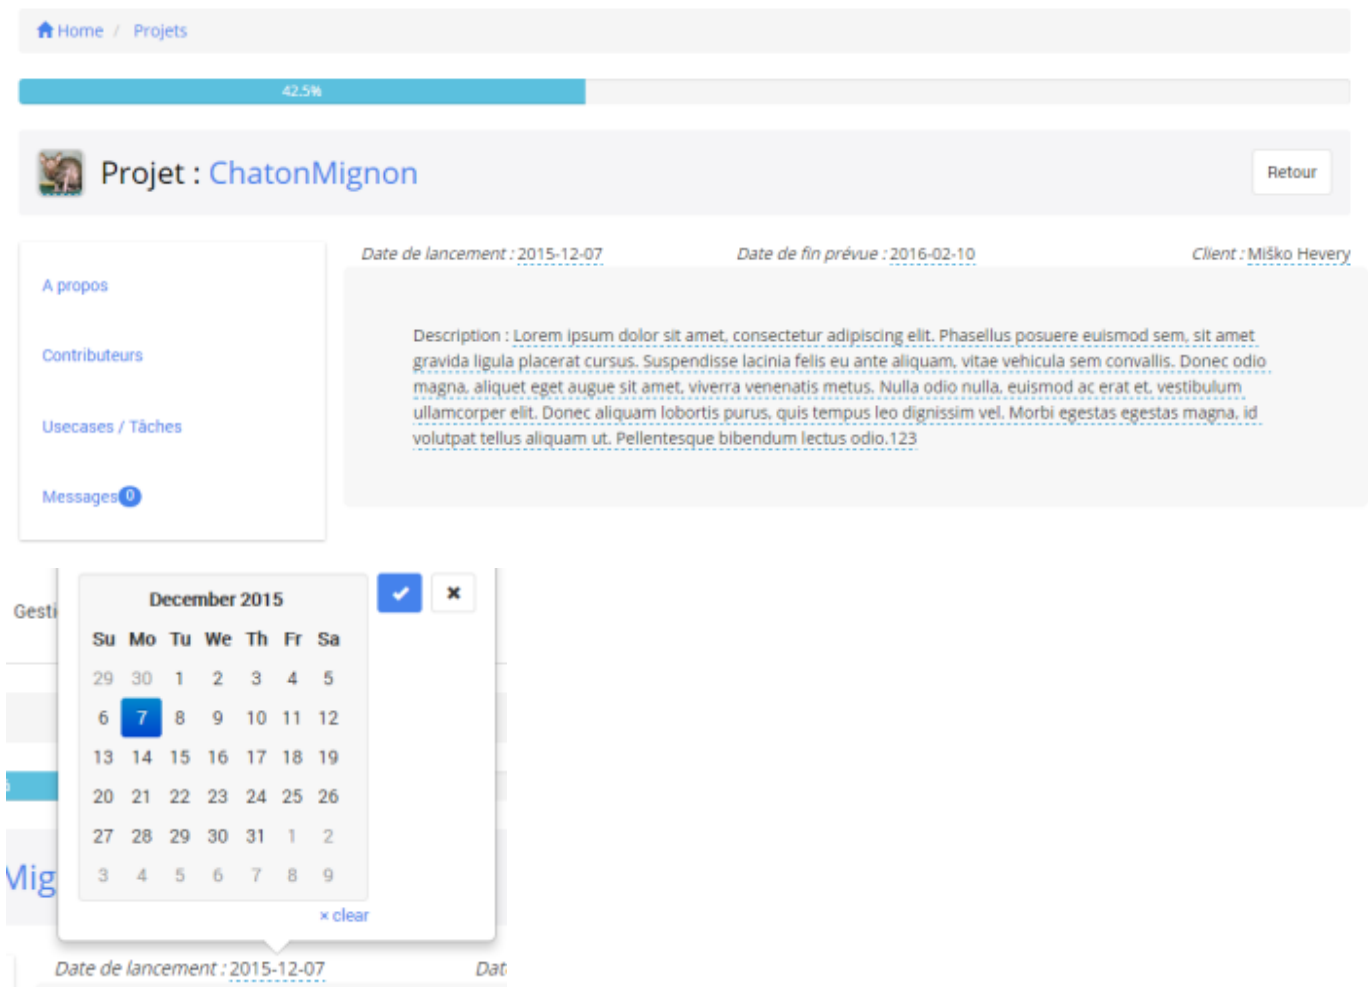 Home / Projets
42.5%
Projet : ChatonMignon
Retour
Date de lancement : 2015-12-07 Date de fin prévue : 2016-02-10 Client : Miško Hevery
A propos
Contributeurs
Usecases / Tâches
Messages 0
Description : Lorem ipsum dolor sit amet, consectetur adipiscing elit. Phasellus posuere euismod sem, sit amet
gravida ligula placerat cursus. Suspendisse lacinia felis eu ante aliquam, vitae vehicula sem convallis. Donec odio
magna, aliquet eget augue sit amet, viverra venenatis metus. Nulla odio nulla, euismod ac erat et, vestibulum
ullamcorper elit. Donec aliquam lobortis purus, quis tempus leo dignissim vel. Morbi egestas egestas magna, id
volutpat tellus aliquam ut. Pellentesque bibendum lectus odio.123
Gesti
December 2015
Su Mo Tu We Th Fr Sa
29 30 1 2 3 4 5
6 7 8 9 10 11 12
13 14 15 16 17 18 19
20 21 22 23 24 25 26
27 28 29 30 31 1 2
3 4 5 6 7 8 9
× clear
Mig
Date de lancement : 2015-12-07 Dat